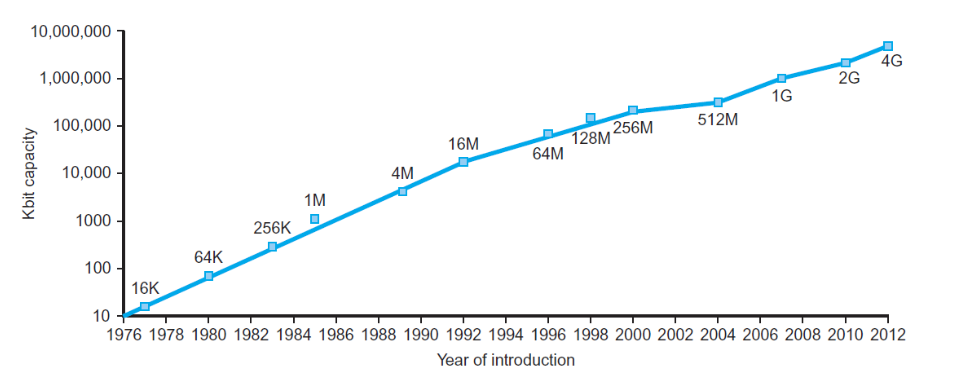 10,000,000
1,000,000
100,000
10,000
1000
100
10
Kbit capacity
16K
64K
256K
1M
4M
16M
64M
128M
256M
512M
1G
2G
4G
1976 1978 1980 1982 1984 1986 1988 1990 1992 1994 1996 1998 2000 2002 2004 2006 2008 2010 2012
Year of introduction